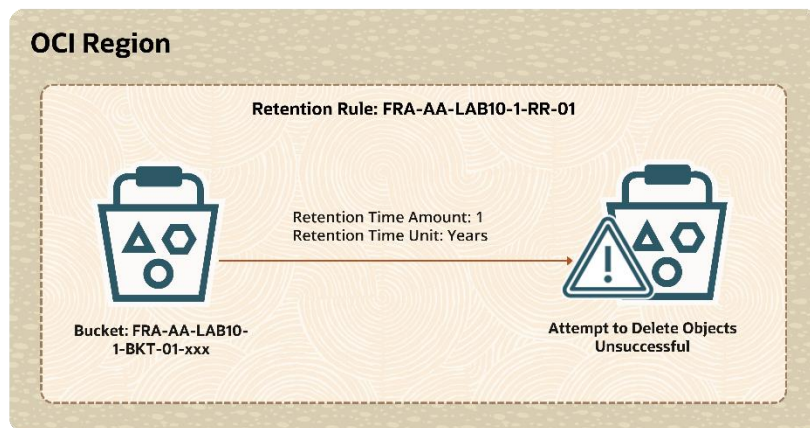 OCI Region
Retention Rule: FRA-AA-LAB10-1-RR-01
Retention Time Amount: 1
Retention Time Unit: Years
Bucket: FRA-AA-LAB10-
1-BKT-01-xxx
Attempt to Delete Objects
Unsuccessful